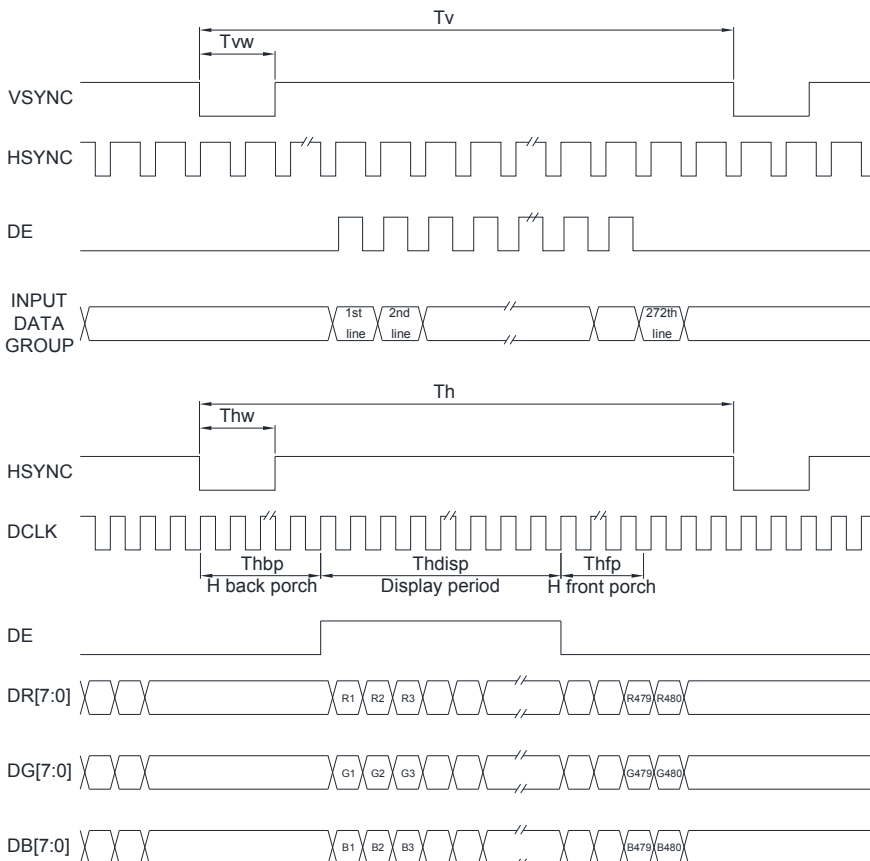 Tv
Tvw
VSYNC
HSYNC
DE
INPUT
DATA
GROUP
1st
line
2nd
line
272th
line
Th
Thw
HSYNC
DCLK
Thbp
H back porch
Thdisp
Display period
Thfp
H front porch
DE
DR[7:0]
R1 R2 R3 R479 R480
DG[7:0]
G1 G2 G3 G479 G480
DB[7:0]
B1 B2 B3 B479 B480